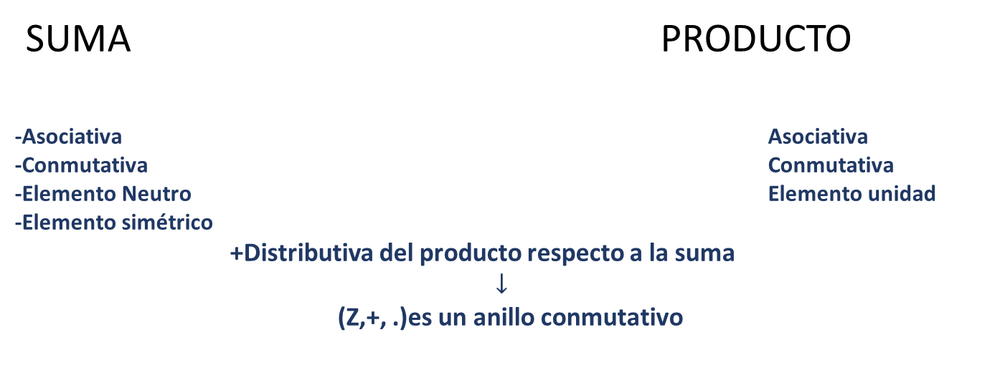 SUMA
PRODUCTO
-Asociativa
-Conmutativa
-Elemento Neutro
-Elemento simétrico
Asociativa
Conmutativa
Elemento unidad
+Distributiva del producto respecto a la suma
↓
(Z,+, .)es un anillo conmutativo